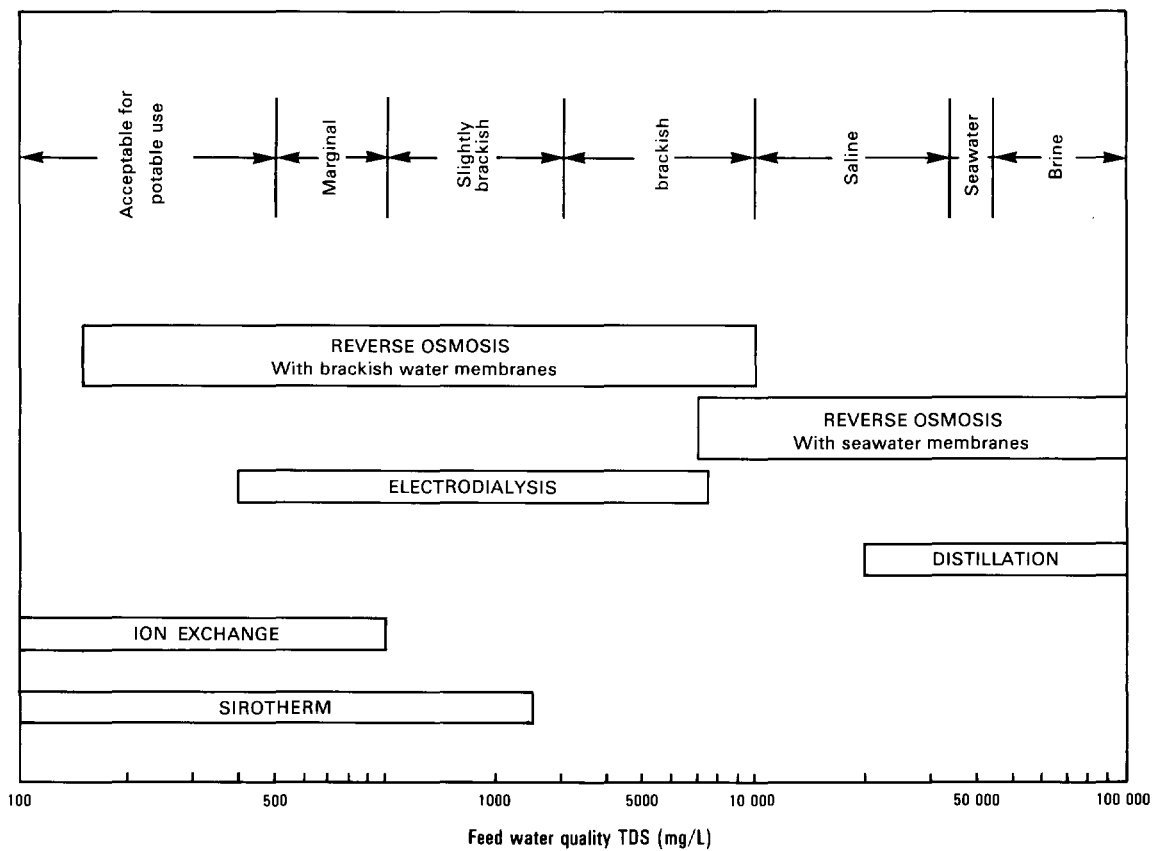 Acceptable for
potable use
Marginal
Slightly
brackish
brackish
Saline
Seawater
Brine
REVERSE OSMOSIS
With brackish water membranes
REVERSE OSMOSIS
With seawater membranes
ELECTRODIALYSIS
DISTILLATION
ION EXCHANGE
SIROTHERM
100 500 1000 5000 10 000 50 000 100 000
Feed water quality TDS (mg/L)